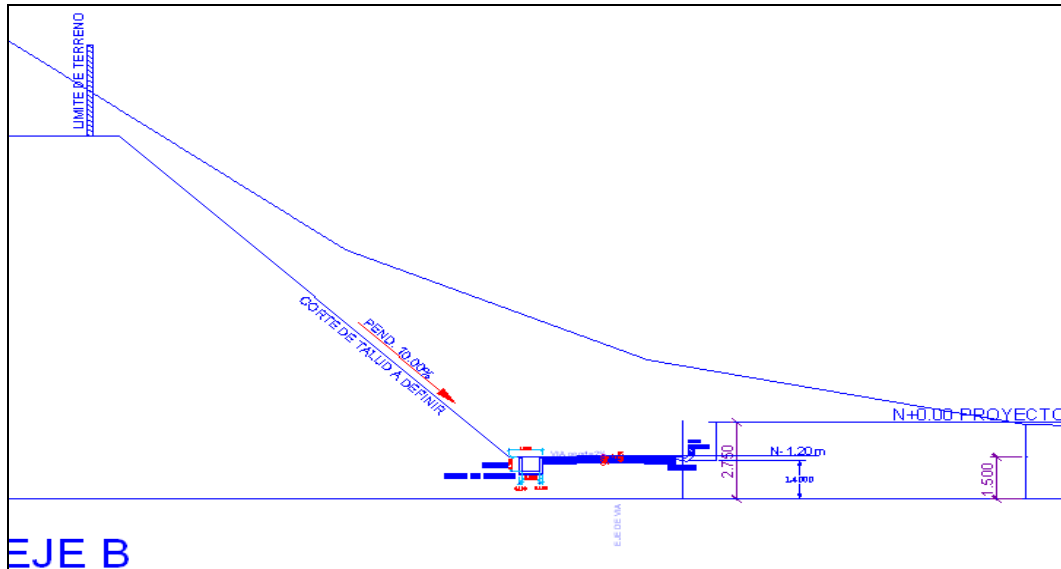 LIMITE DE TERRENO
PEND. 10.00%
CORTE DE TALUD A DEFINIR
N+0.00 PROYECTO
N- 1.20 m
2.750
1.500
VIA
EJE DE VIA
EJE B